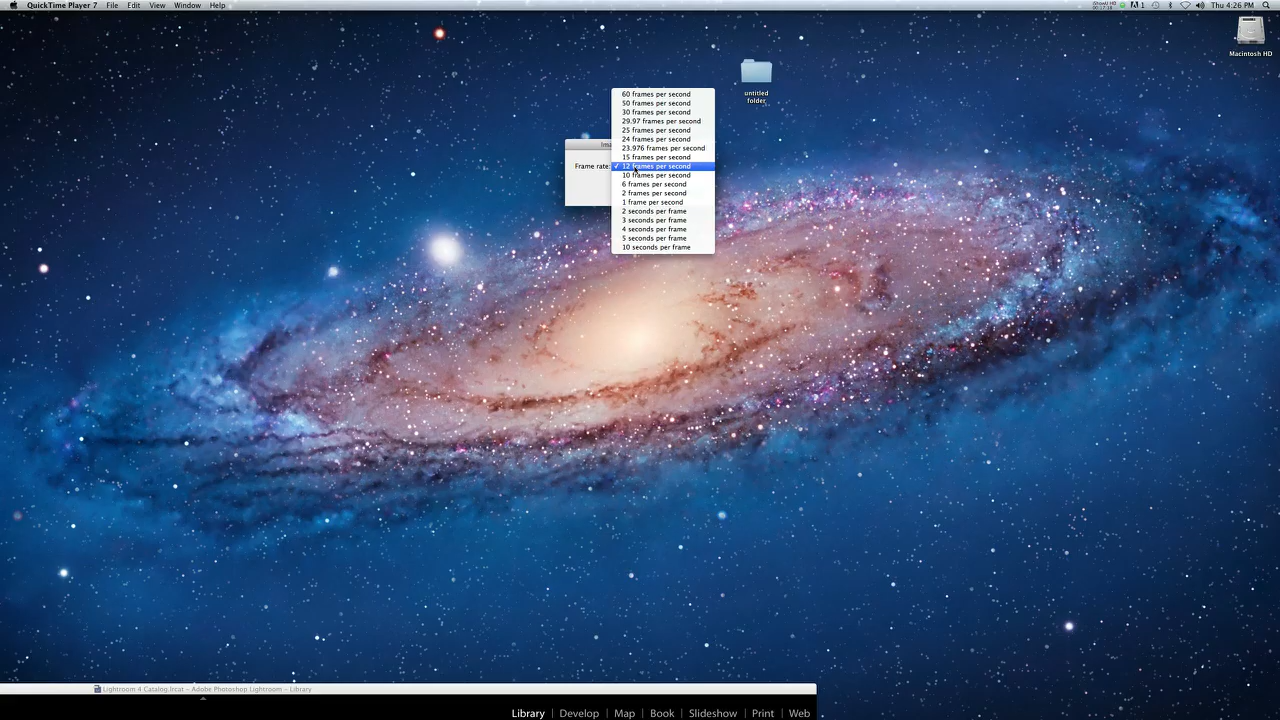 QuickTime Player 7 File Edit View Window Help
1 Thu 4:26 PM
Macintosh HD
untitled
folder
Ima
Frame rate:
60 frames per second
50 frames per second
30 frames per second
29.97 frames per second
25 frames per second
24 frames per second
23.976 frames per second
15 frames per second
✓ 12 frames per second
10 frames per second
6 frames per second
2 frames per second
1 frame per second
2 seconds per frame
3 seconds per frame
4 seconds per frame
5 seconds per frame
10 seconds per frame
Lightroom 4 Catalog.lrcat – Adobe Photoshop Lightroom – Library
Library | Develop | Map | Book | Slideshow | Print | Web